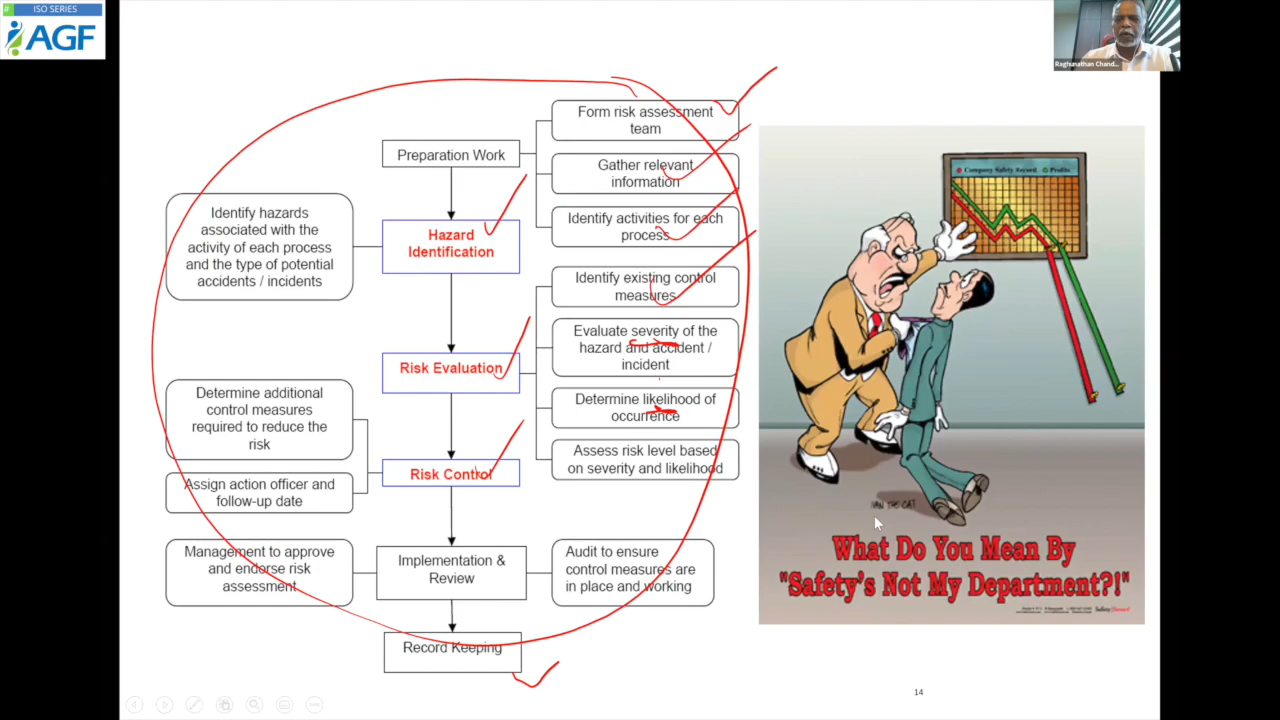 # ISO SERIES
AGF
Raghunathan Chand...
Form risk assessment
team
Preparation Work
Gather relevant
information
Identify activities for each
process
Identify hazards
associated with the
activity of each process
and the type of potential
accidents / incidents
Hazard
Identification
Identify existing control
measures
Evaluate severity of the
hazard and accident /
incident
Risk Evaluation
Determine likelihood of
occurrence
Determine additional
control measures
required to reduce the
risk
Assess risk level based
on severity and likelihood
Risk Control
Assign action officer and
follow-up date
Management to approve
and endorse risk
assessment
Implementation &
Review
Audit to ensure
control measures are
in place and working
Record Keeping
Company Safety Record Profits
What Do You Mean By
"Safety's Not My Department?!"
14